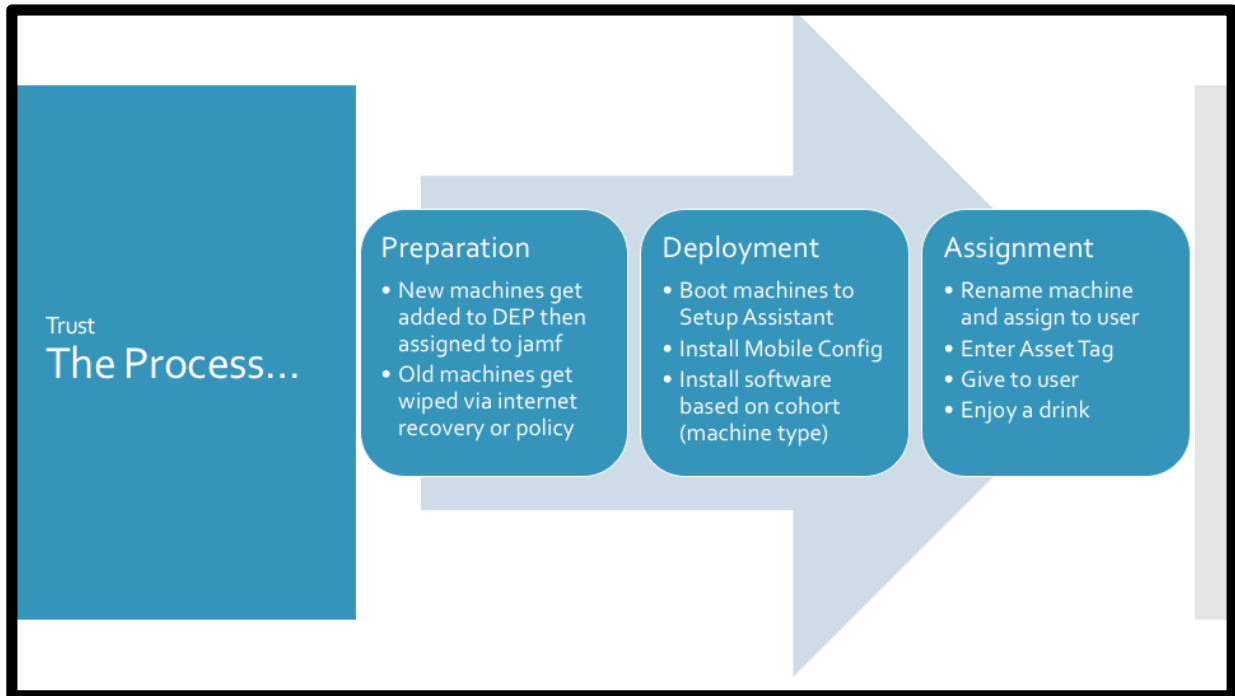 Trust
The Process...
Preparation
• New machines get
added to DEP then
assigned to jamf
• Old machines get
wiped via internet
recovery or policy
Deployment
• Boot machines to
Setup Assistant
• Install Mobile Config
• Install software
based on cohort
(machine type)
Assignment
• Rename machine
and assign to user
• Enter Asset Tag
• Give to user
• Enjoy a drink